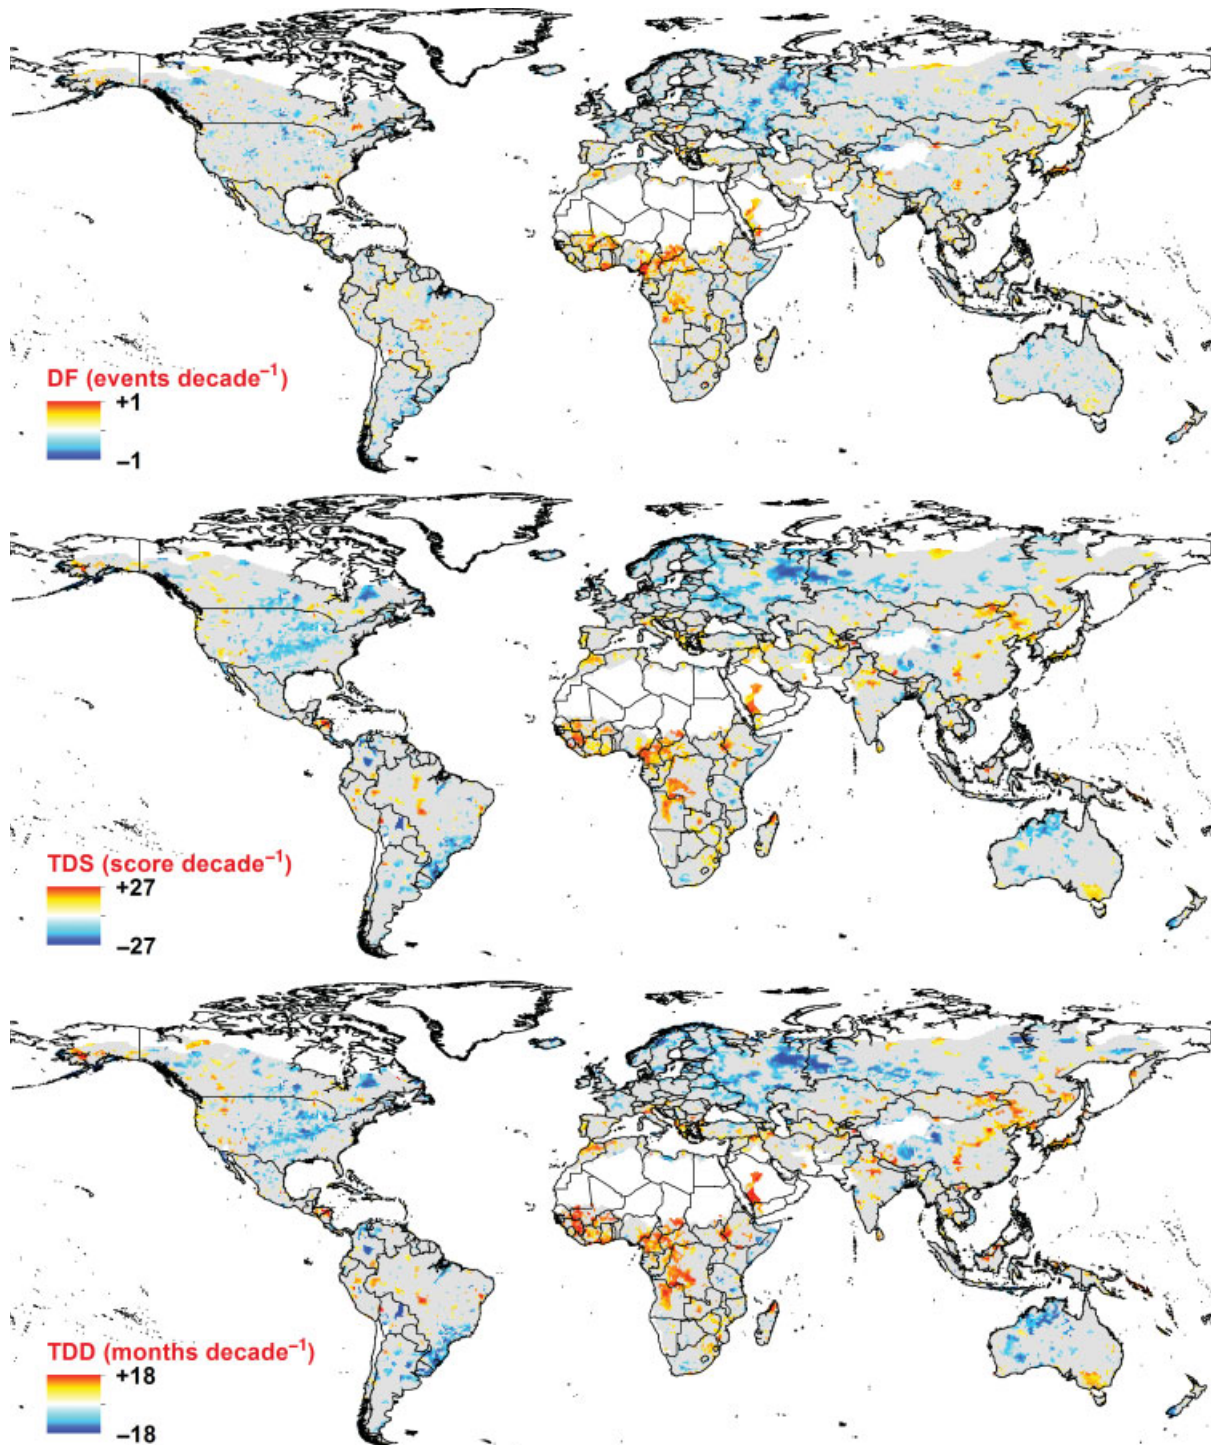 DF (events decade⁻¹)
+1
−1
TDS (score decade⁻¹)
+27
−27
TDD (months decade⁻¹)
+18
−18